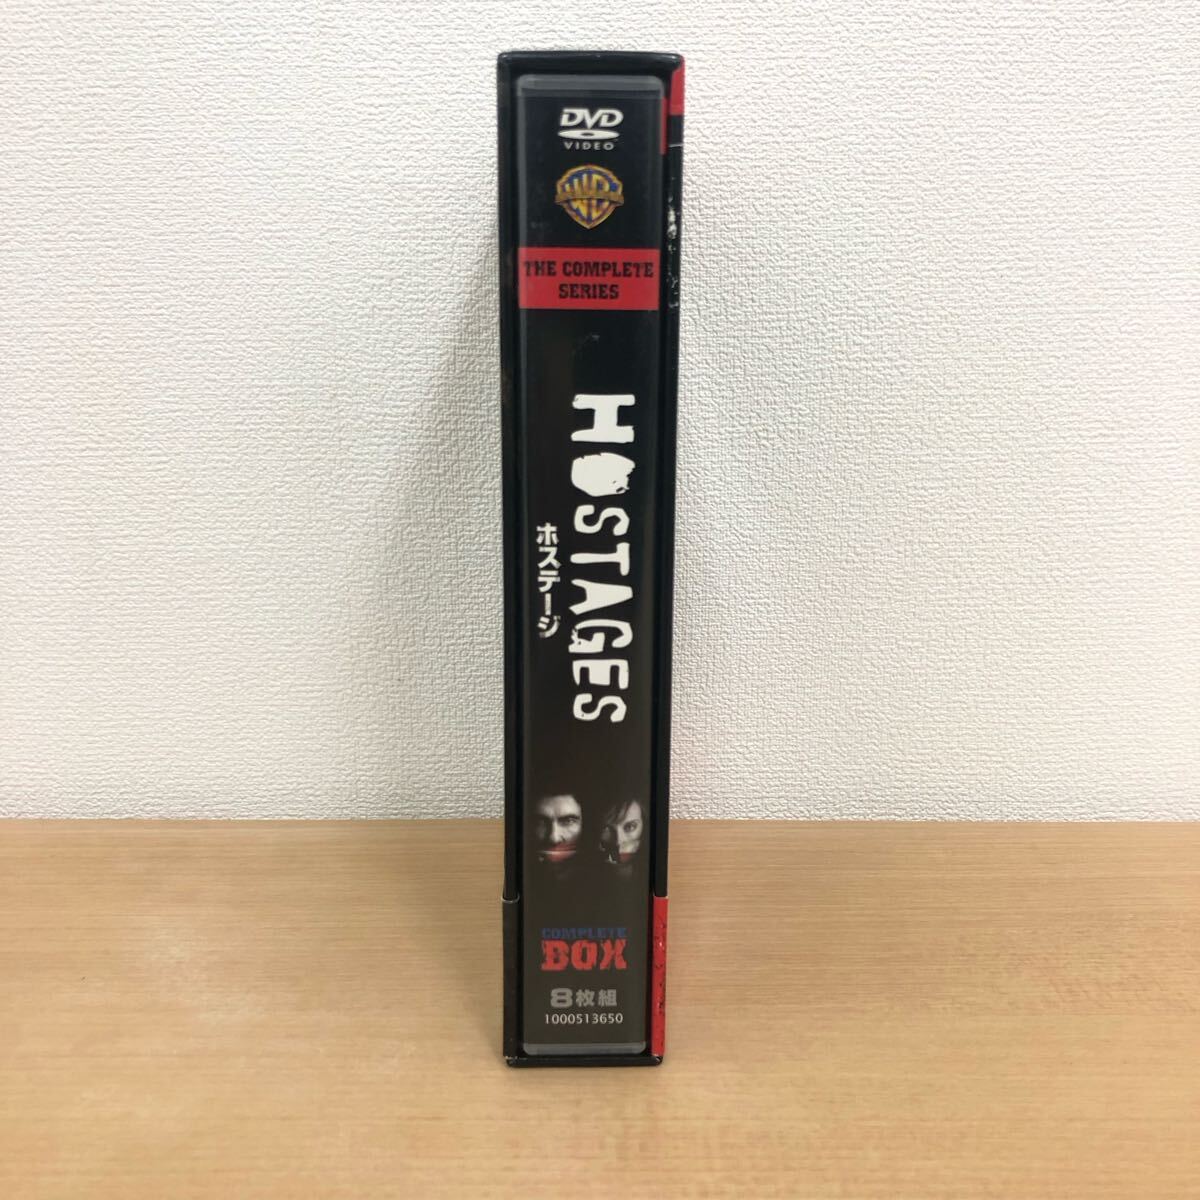 DVD
VIDEO
WB
THE COMPLETE
SERIES
HOSTAGES
ホステージ
COMPLETE
BOX
8枚組
1000513650